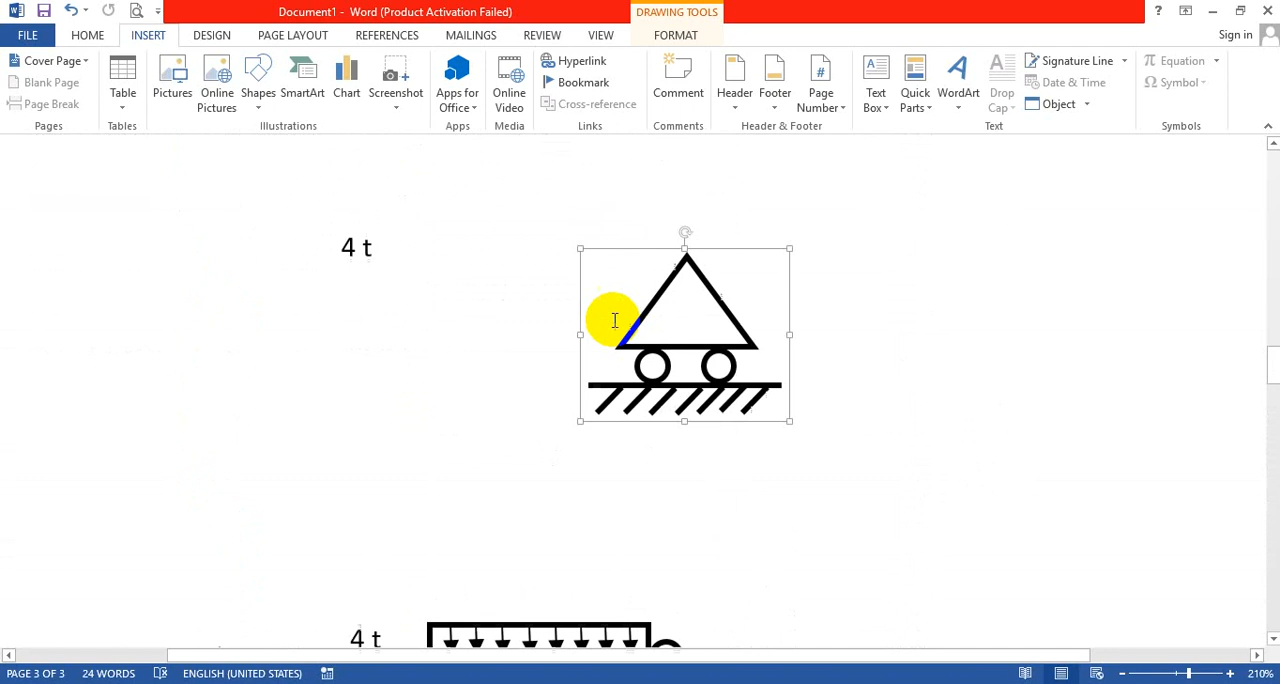 Document1 - Word (Product Activation Failed)
DRAWING TOOLS
?
FILE HOME INSERT DESIGN PAGE LAYOUT REFERENCES MAILINGS REVIEW VIEW FORMAT Sign in
Cover Page
Blank Page
Page Break
Pages
Table
Tables
Pictures
Online Pictures
Shapes
SmartArt
Chart
Screenshot
Illustrations
Apps for Office
Apps
Online Video
Media
Hyperlink
Bookmark
Cross-reference
Links
Comment
Comments
Header
Footer
Page Number
Header & Footer
Text Box
Quick Parts
WordArt
Drop Cap
Signature Line
Date & Time
Object
Text
Equation
Symbol
Symbols
4 t
4 t
PAGE 3 OF 3 24 WORDS ENGLISH (UNITED STATES) 210%